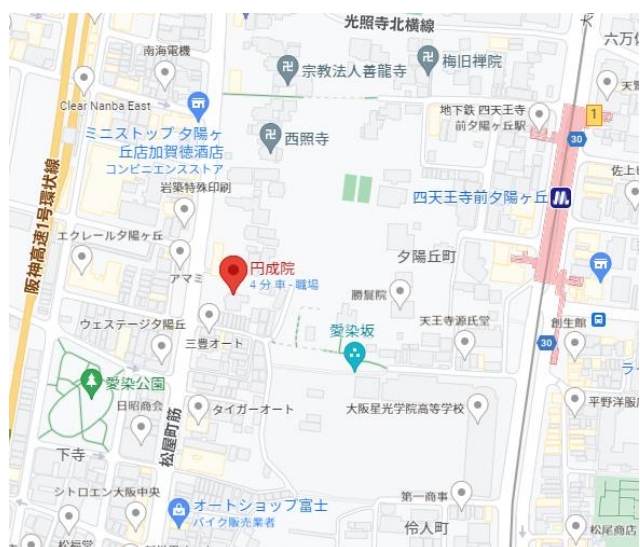 光照寺北横線
六万体
南海電機
宗教法人善龍寺
梅旧禅院
天鷲
Clear Nanba East
ミニストップ 夕陽ヶ
丘店加賀徳酒店
コンビニエンスストア
地下鉄 四天王寺
前夕陽ヶ丘駅
1
30
西照寺
佐上ビ
岩築特殊印刷
四天王寺前夕陽ヶ丘
阪神高速1号環状線
エクレール夕陽ヶ丘
夕陽丘町
円成院
4 分 車 - 職場
アマミ
勝鬘院
ウェステージ夕陽丘
三豊オート
愛染坂
天王寺源氏堂
創生館
30
ライ
愛染公園
日昭商会
タイガーオート
大阪星光学院高等学校
平野洋服店
松屋町筋
下寺
シトロエン大阪中央
オートショップ富士
バイク販売業者
第一商事
伶人町
松福堂
松尾商店